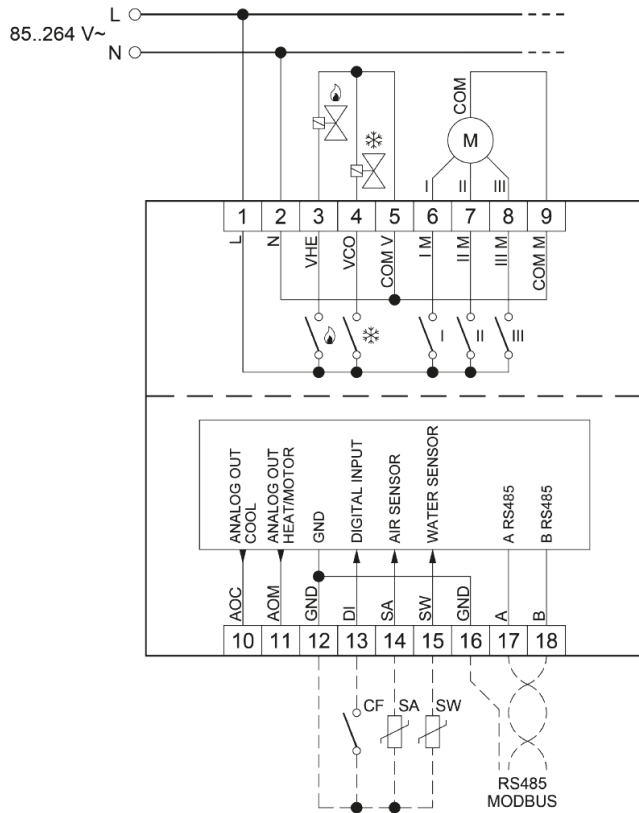 L
85..264 V~
N
COM
M
I
II
III
1
2
3
4
5
6
7
8
9
L
N
VHE
VCO
COM V
I M
II M
III M
COM M
I
II
III
ANALOG OUT
COOL
ANALOG OUT
HEAT/MOTOR
GND
DIGITAL INPUT
AIR SENSOR
WATER SENSOR
A RS485
B RS485
AOC
AOM
GND
DI
SA
SW
GND
A
B
10
11
12
13
14
15
16
17
18
CF
SA
SW
RS485
MODBUS